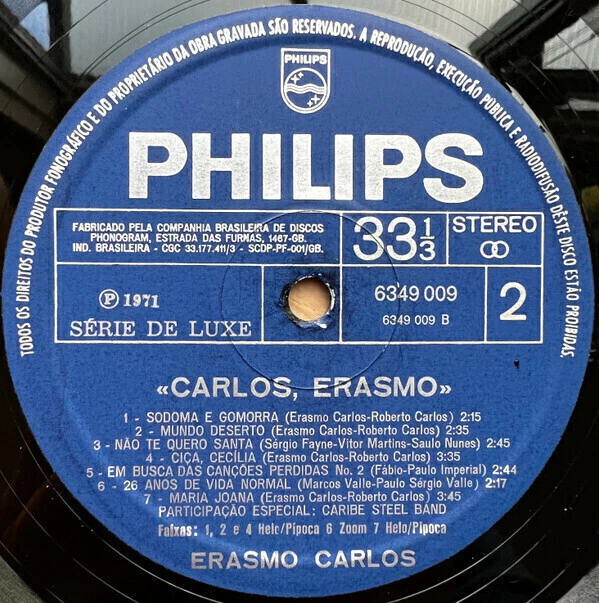 TODOS OS DIREITOS DO PRODUTOR FONOGRÁFICO E DO PROPRIETÁRIO DA OBRA GRAVADA SÃO RESERVADOS. A REPRODUÇÃO, EXECUÇÃO PÚBLICA E RADIODIFUSÃO DÊSTE DISCO ESTÃO PROIBIDAS.
PHILIPS
PHILIPS
FABRICADO PELA COMPANHIA BRASILEIRA DE DISCOS
PHONOGRAM, ESTRADA DAS FURNAS, 1467-GB.
IND. BRASILEIRA - CGC 33.177.411/3 - SCDP-PF-001/GB.
33 1/3
STEREO
℗ 1971
SÉRIE DE LUXE
6349 009
6349 009 B
2
«CARLOS, ERASMO»
1 - SODOMA E GOMORRA (Erasmo Carlos-Roberto Carlos) 2:15
2 - MUNDO DESERTO (Erasmo Carlos-Roberto Carlos) 3:35
3 - NÃO TE QUERO SANTA (Sérgio Fayne-Vitor Martins-Saulo Nunes) 2:45
4 - CIÇA, CECÍLIA (Erasmo Carlos-Roberto Carlos) 3:35
5 - EM BUSCA DAS CANÇÕES PERDIDAS No. 2 (Fábio-Paulo Imperial) 2:44
6 - 26 ANOS DE VIDA NORMAL (Marcos Valle-Paulo Sérgio Valle) 2:17
7 - MARIA JOANA (Erasmo Carlos-Roberto Carlos) 3:45
PARTICIPAÇÃO ESPECIAL: CARIBE STEEL BAND
Faixas: 1, 2 e 4 Helo/Pipoca 6 Zoom 7 Helo/Pipoca
ERASMO CARLOS